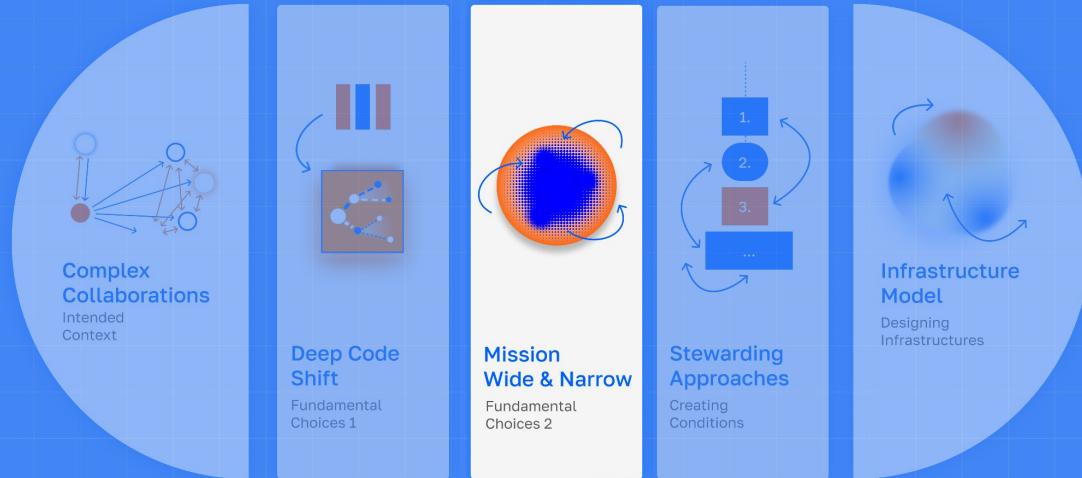 Complex
Collaborations
Intended
Context
Deep Code
Shift
Fundamental
Choices 1
Mission
Wide & Narrow
Fundamental
Choices 2
1.
2.
3.
...
Stewarding
Approaches
Creating
Conditions
Infrastructure
Model
Designing
Infrastructures